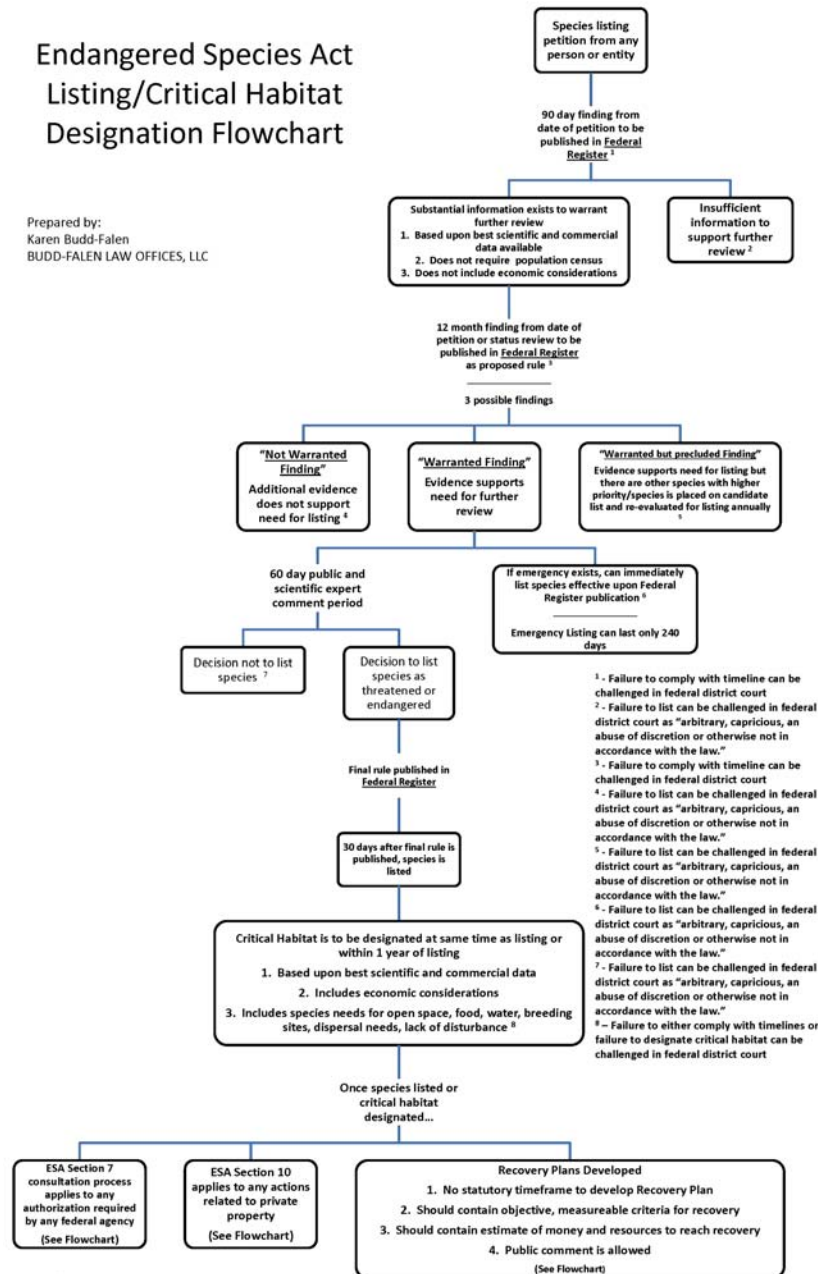 Endangered Species Act
Listing/Critical Habitat
Designation Flowchart
Prepared by:
Karen Budd-Falen
BUDD-FALEN LAW OFFICES, LLC
Species listing
petition from any
person or entity
90 day finding from
date of petition to be
published in Federal
Register 1
Substantial information exists to warrant
further review
1. Based upon best scientific and commercial
data available
2. Does not require population census
3. Does not include economic considerations
Insufficient
information to
support further
review 2
12 month finding from date of
petition or status review to be
published in Federal Register
as proposed rule 3
3 possible findings
"Not Warranted
Finding"
Additional evidence
does not support
need for listing 4
"Warranted Finding"
Evidence supports
need for further
review
"Warranted but precluded Finding"
Evidence supports need for listing but
there are other species with higher
priority/species is placed on candidate
list and re-evaluated for listing annually
5
60 day public and
scientific expert
comment period
If emergency exists, can immediately
list species effective upon Federal
Register publication 6
Emergency Listing can last only 240
days
Decision not to list
species 7
Decision to list
species as
threatened or
endangered
Final rule published in
Federal Register
30 days after final rule is
published, species is
listed
Critical Habitat is to be designated at same time as listing or
within 1 year of listing
1. Based upon best scientific and commercial data
2. Includes economic considerations
3. Includes species needs for open space, food, water, breeding
sites, dispersal needs, lack of disturbance 8
1 - Failure to comply with timeline can be
challenged in federal district court
2 - Failure to list can be challenged in federal
district court as "arbitrary, capricious, an
abuse of discretion or otherwise not in
accordance with the law."
3 - Failure to comply with timeline can be
challenged in federal district court
4 - Failure to list can be challenged in federal
district court as "arbitrary, capricious, an
abuse of discretion or otherwise not in
accordance with the law."
5 - Failure to list can be challenged in federal
district court as "arbitrary, capricious, an
abuse of discretion or otherwise not in
accordance with the law."
6 - Failure to list can be challenged in federal
district court as "arbitrary, capricious, an
abuse of discretion or otherwise not in
accordance with the law."
7 - Failure to list can be challenged in federal
district court as "arbitrary, capricious, an
abuse of discretion or otherwise not in
accordance with the law."
8 – Failure to either comply with timelines or
failure to designate critical habitat can be
challenged in federal district court
Once species listed or
critical habitat
designated...
ESA Section 7
consultation process
applies to any
authorization required
by any federal agency
(See Flowchart)
ESA Section 10
applies to any actions
related to private
property
(See Flowchart)
Recovery Plans Developed
1. No statutory timeframe to develop Recovery Plan
2. Should contain objective, measureable criteria for recovery
3. Should contain estimate of money and resources to reach recovery
4. Public comment is allowed
(See Flowchart)